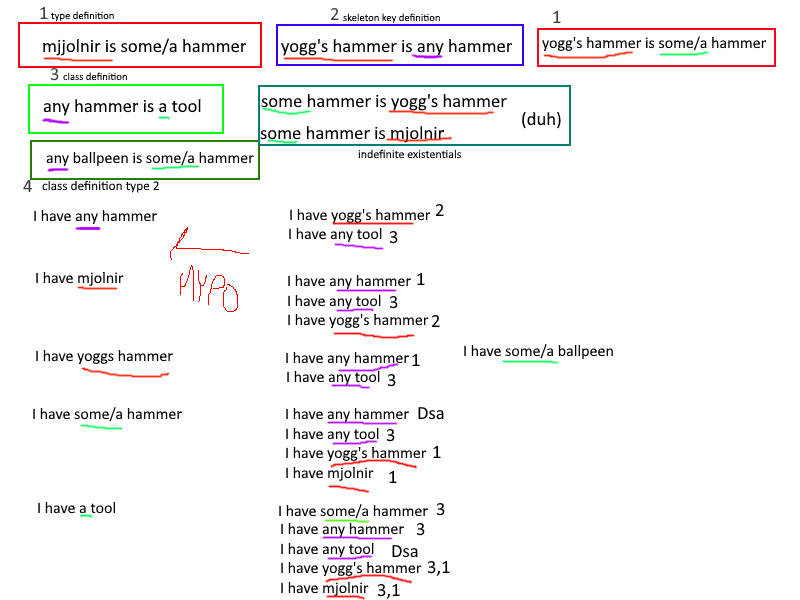 1 type definition
mjjolnir is some/a hammer
2 skeleton key definition
yogg's hammer is any hammer
1
yogg's hammer is some/a hammer
3 class definition
any hammer is a tool
some hammer is yogg's hammer
some hammer is mjolnir
(duh)
indefinite existentials
any ballpeen is some/a hammer
4 class definition type 2
I have any hammer
I have yogg's hammer 2
I have any tool 3
MYPO
I have mjolnir
I have any hammer 1
I have any tool 3
I have yogg's hammer 2
I have yoggs hammer
I have any hammer 1
I have any tool 3
I have some/a ballpeen
I have some/a hammer
I have any hammer Dsa
I have any tool 3
I have yogg's hammer 1
I have mjolnir 1
I have a tool
I have some/a hammer 3
I have any hammer 3
I have any tool Dsa
I have yogg's hammer 3,1
I have mjolnir 3,1